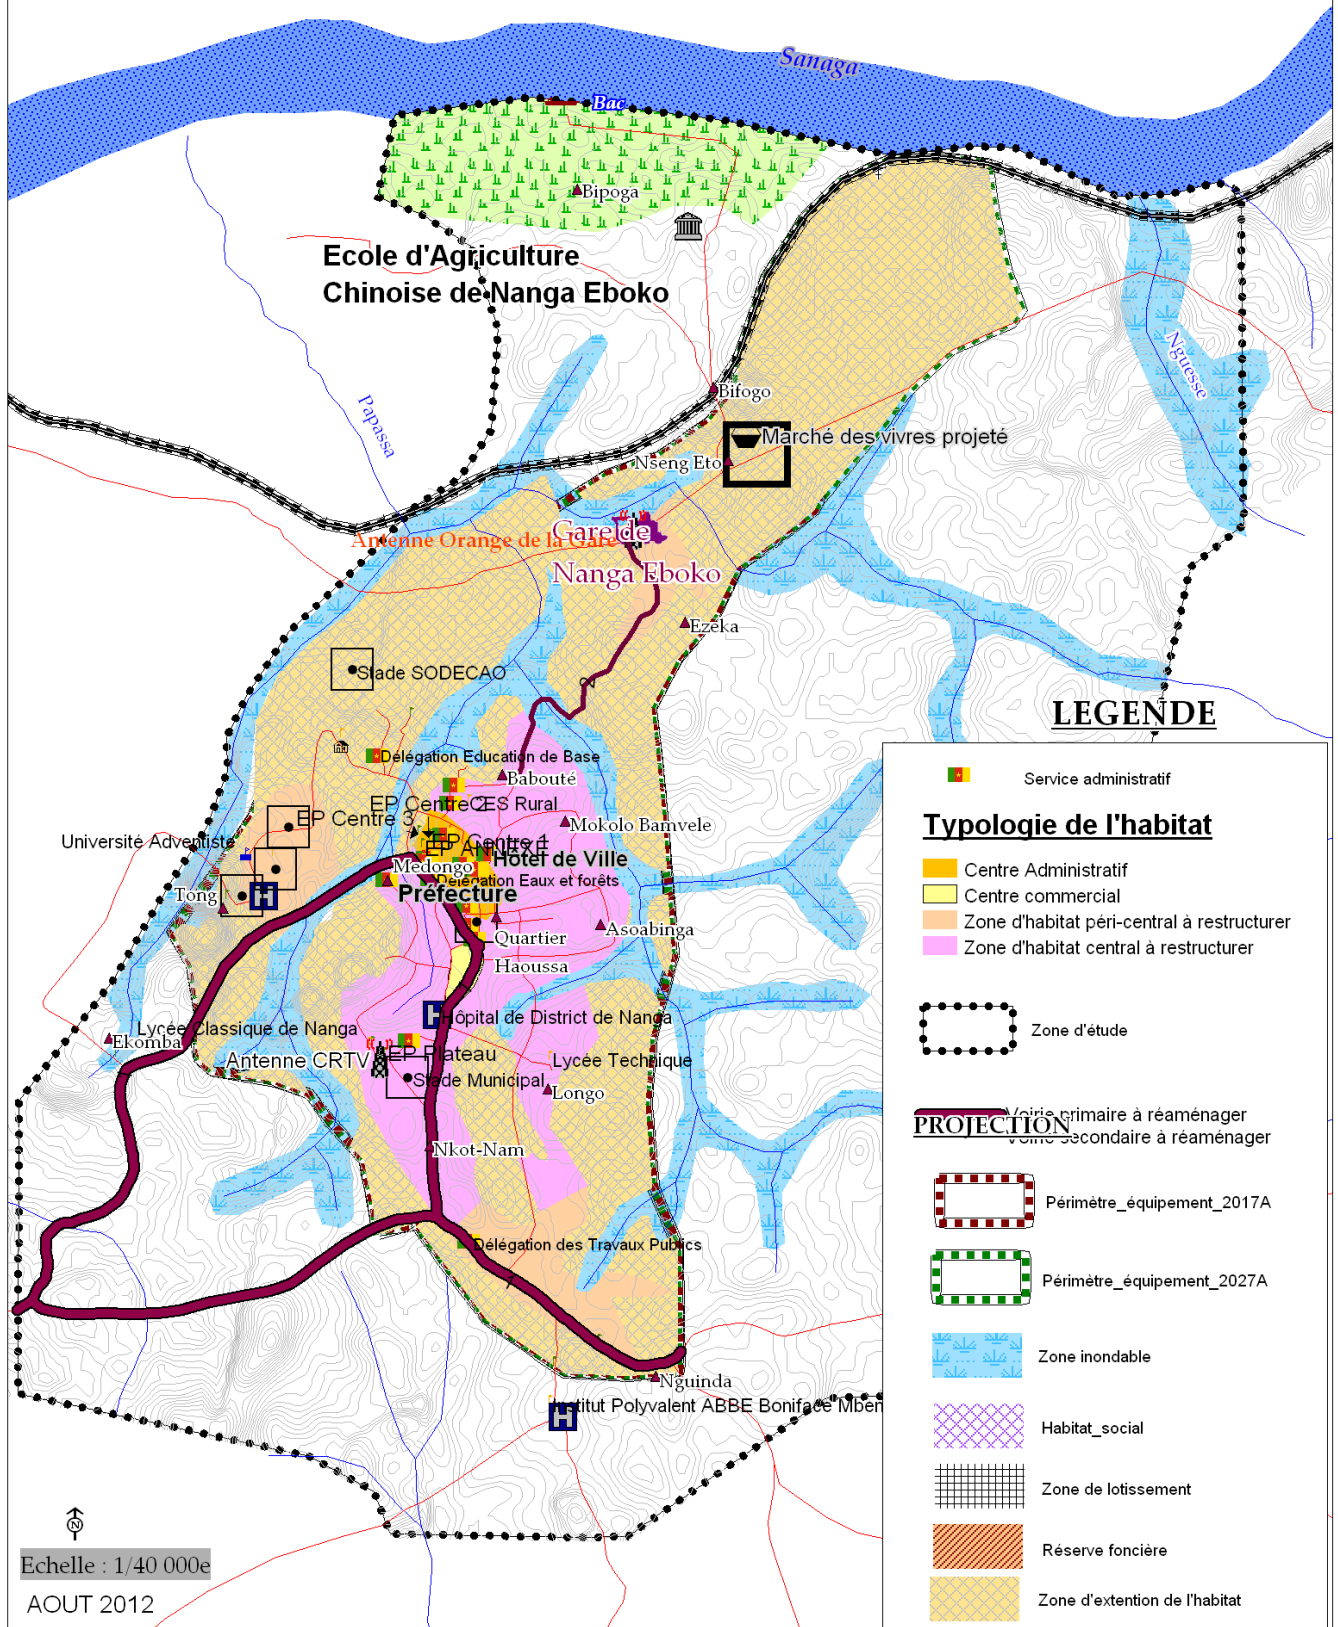 Sanaga
Bac
Bipoga
Ecole d'Agriculture
Chinoise de Nanga Eboko
Nguesse
Papassa
Bifogo
Marché des vivres projeté
Nseng Eto
Gare de
Antenne Orange de la Gare
Nanga Eboko
Ezeka
Stade SODECAO
Délégation Education de Base
Babouté
EP Centre 2
CES Rural
EP Centre 3
Mokolo Bamvele
Université Adventiste
EP Centre 1
EP ANNEXE
Hôtel de Ville
Medongo
Délégation Eaux et forêts
Préfecture
Tong
Quartier
Haoussa
Asoabinga
Hôpital de District de Nanga
Lycée Classique de Nanga
Ekomba
Antenne CRTV
EP Plateau
Lycée Technique
Stade Municipal
Longo
Nkot-Nam
Délégation des Travaux Publics
Nguinda
Institut Polyvalent ABBE Boniface Mben
N
Echelle : 1/40 000e
AOUT 2012
LEGENDE
Service administratif
Typologie de l'habitat
Centre Administratif
Centre commercial
Zone d'habitat péri-central à restructurer
Zone d'habitat central à restructurer
Zone d'étude
Voirie primaire à réaménager
PROJECTION
Voirie secondaire à réaménager
Périmètre_équipement_2017A
Périmètre_équipement_2027A
Zone inondable
Habitat_social
Zone de lotissement
Réserve foncière
Zone d'extention de l'habitat